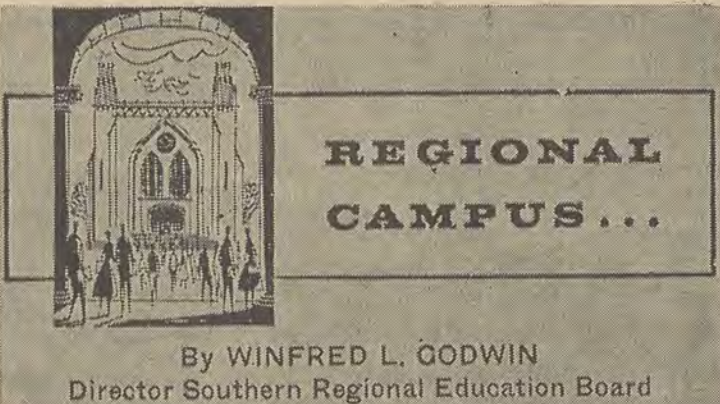 REGIONAL
CAMPUS...
By WINFRED L. GODWIN
Director Southern Regional Education Board